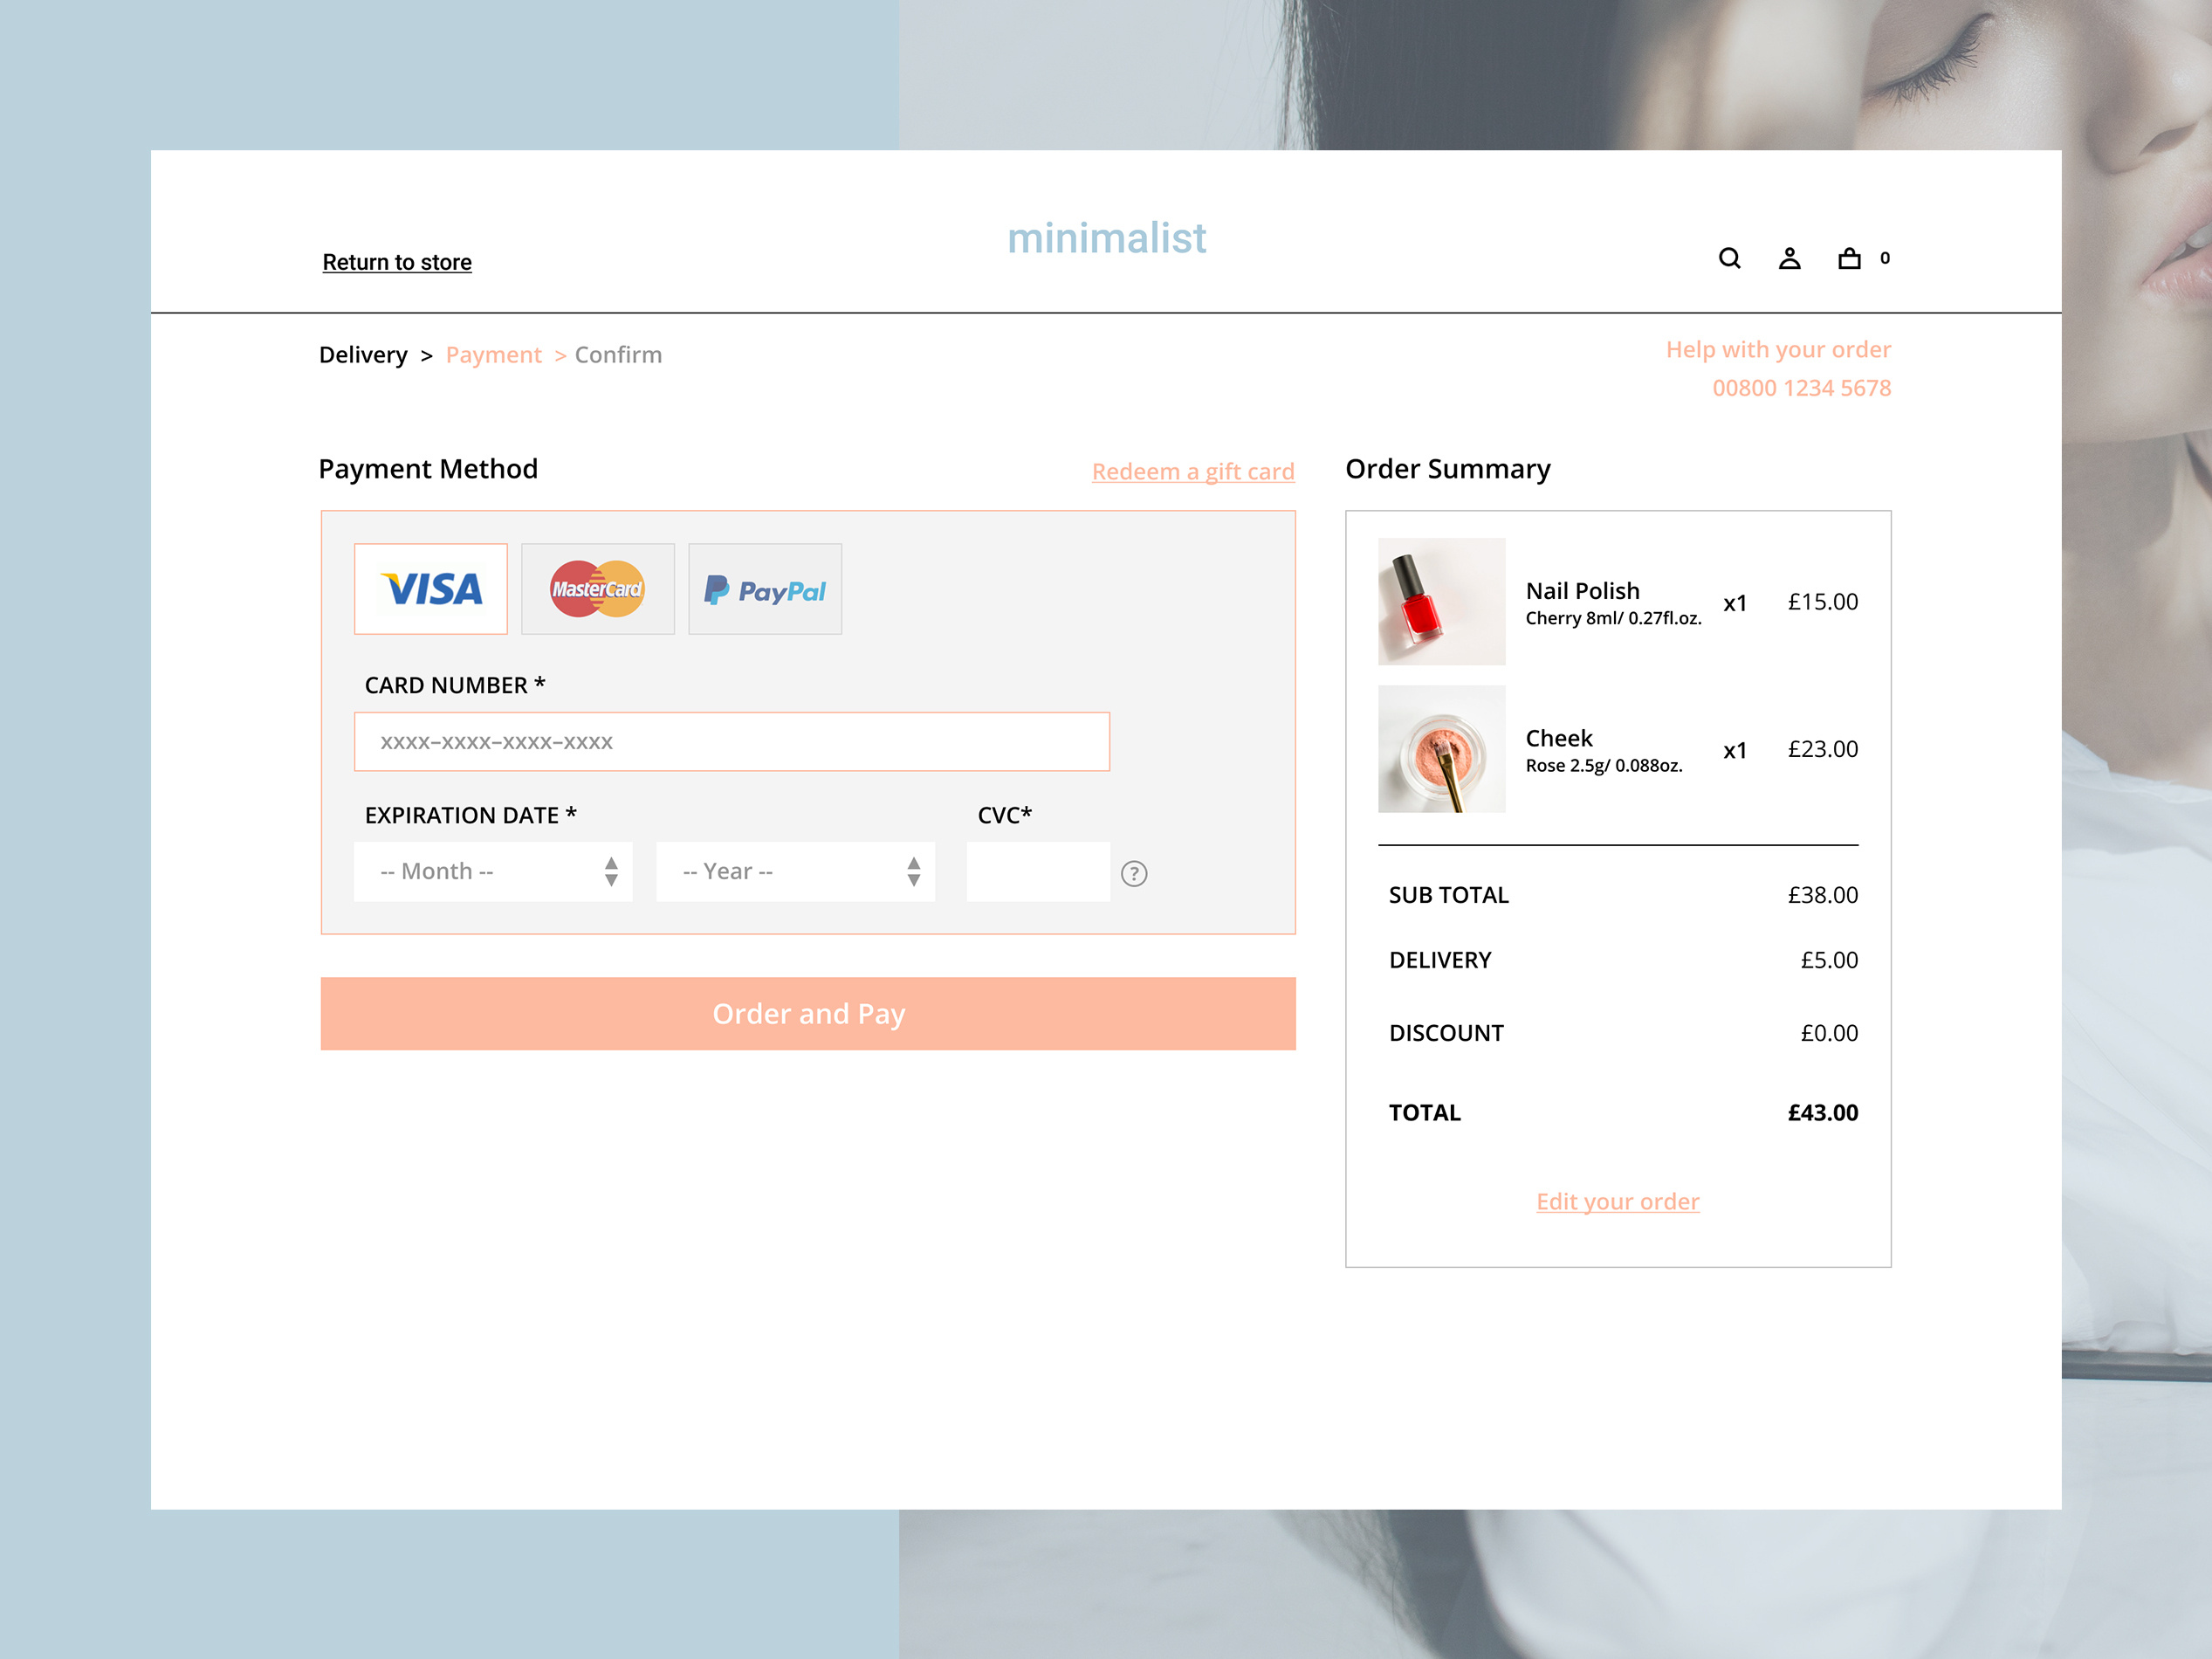 minimalist
Return to store
0
Delivery > Payment > Confirm
Help with your order
00800 1234 5678
Payment Method
Redeem a gift card
VISA
MasterCard
PayPal
CARD NUMBER *
xxxx–xxxx–xxxx–xxxx
EXPIRATION DATE *
CVC*
-- Month --
-- Year --
?
Order and Pay
Order Summary
Nail Polish
Cherry 8ml/ 0.27fl.oz.
x1
£15.00
Cheek
Rose 2.5g/ 0.088oz.
x1
£23.00
SUB TOTAL £38.00
DELIVERY £5.00
DISCOUNT £0.00
TOTAL £43.00
Edit your order